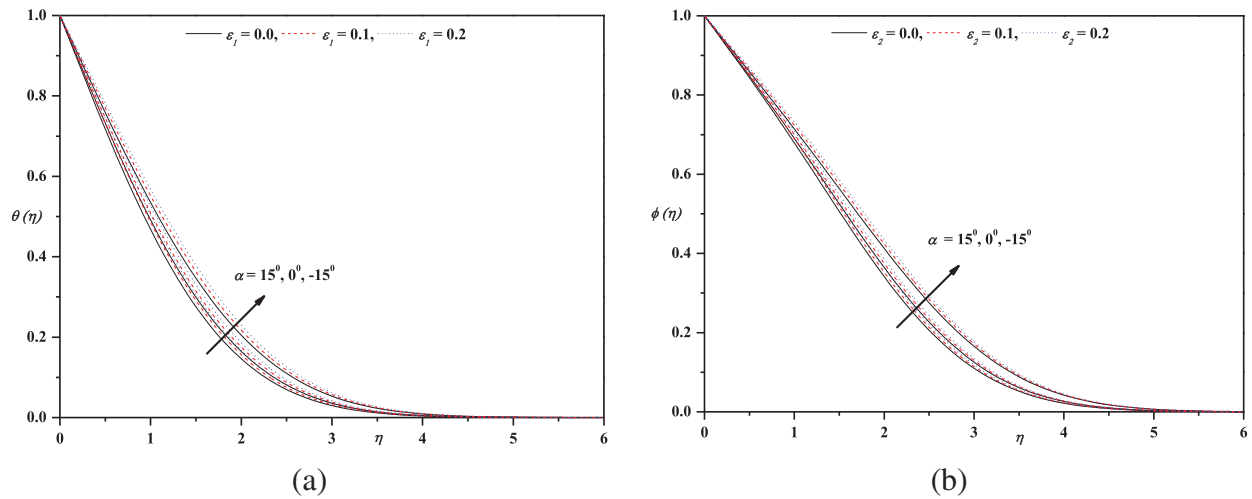 ε₁ = 0.0, ε₁ = 0.1, ε₁ = 0.2
1.0
0.8
0.6
θ (η)
0.4
α = 15⁰, 0⁰, -15⁰
0.2
0.0
0 1 2 3 η 4 5 6
(a)
ε₂ = 0.0, ε₂ = 0.1, ε₂ = 0.2
1.0
0.8
0.6
ϕ (η)
0.4
α = 15⁰, 0⁰, -15⁰
0.2
0.0
0 1 2 3 η 4 5 6
(b)